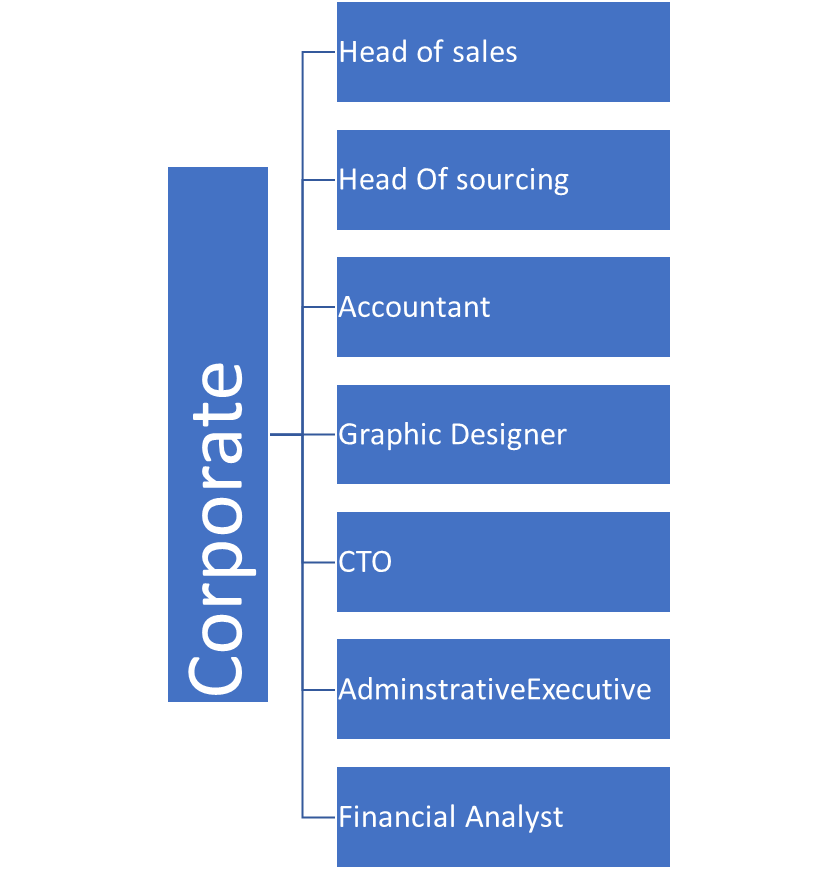 Corporate
Head of sales
Head Of sourcing
Accountant
Graphic Designer
CTO
AdminstrativeExecutive
Financial Analyst